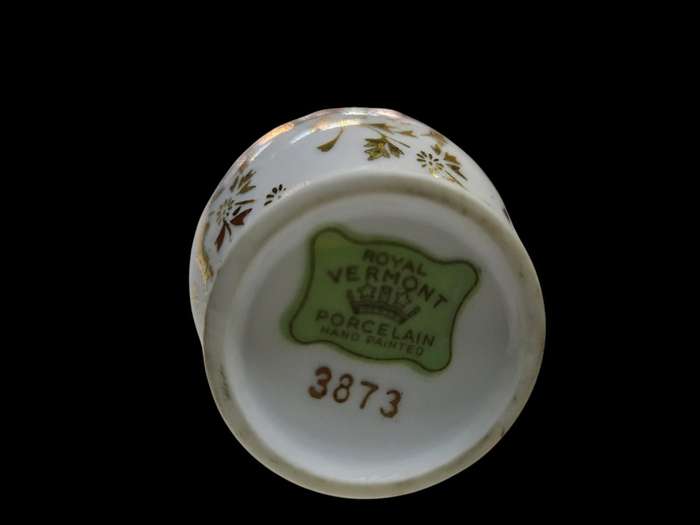 ROYAL
VERMONT
PORCELAIN
HAND PAINTED
3873